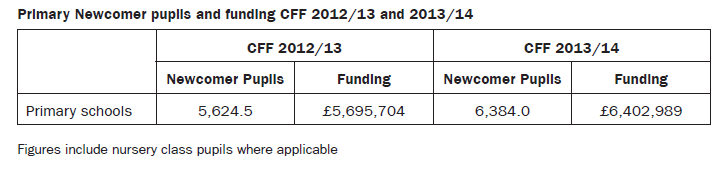 Primary Newcomer pupils and funding CFF 2012/13 and 2013/14
CFF 2012/13 CFF 2013/14
Newcomer Pupils Funding Newcomer Pupils Funding
Primary schools 5,624.5 £5,695,704 6,384.0 £6,402,989
Figures include nursery class pupils where applicable